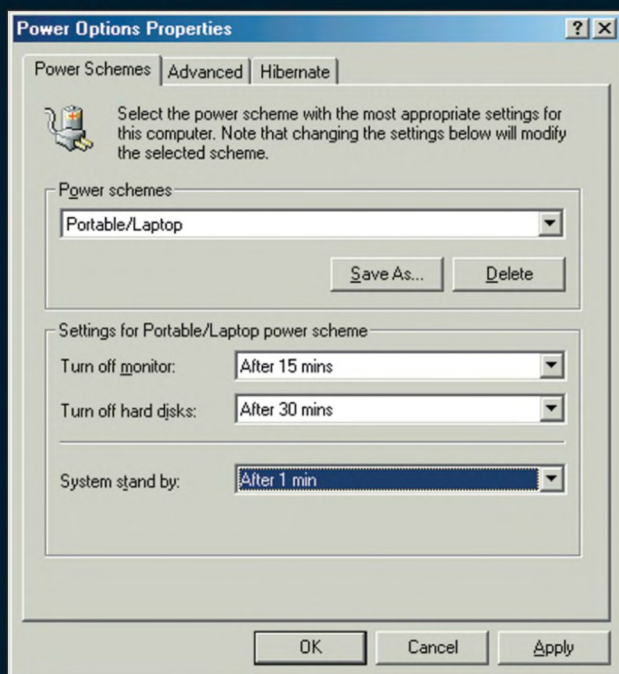 Power Options Properties
Power Schemes Advanced Hibernate
Select the power scheme with the most appropriate settings for
this computer. Note that changing the settings below will modify
the selected scheme.
Power schemes
Portable/Laptop
Save As... Delete
Settings for Portable/Laptop power scheme
Turn off monitor: After 15 mins
Turn off hard disks: After 30 mins
System stand by: After 1 min
OK Cancel Apply